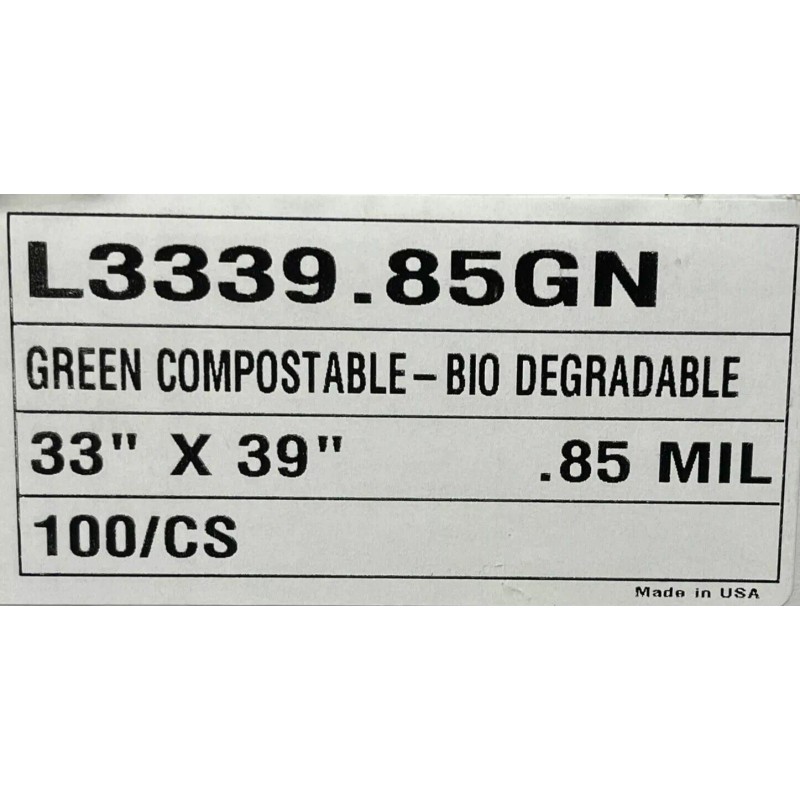 L3339.85GN
GREEN COMPOSTABLE-BIO DEGRADABLE
33" X 39" .85 MIL
100/CS
Made in USA